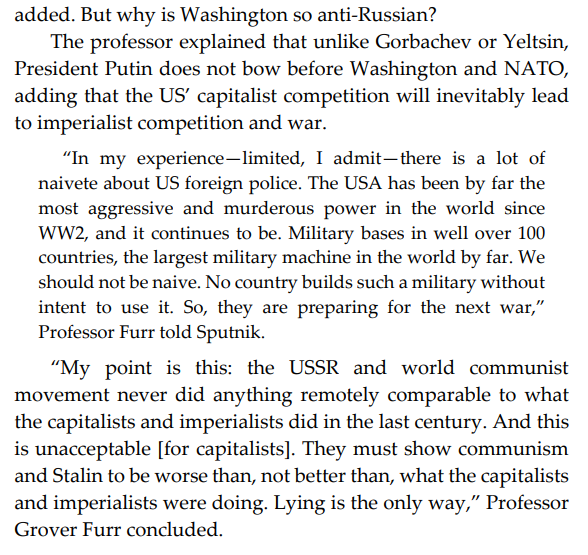 added. But why is Washington so anti-Russian?
The professor explained that unlike Gorbachev or Yeltsin,
President Putin does not bow before Washington and NATO,
adding that the US’ capitalist competition will inevitably lead
to imperialist competition and war.
“In my experience—limited, I admit—there is a lot of
naivete about US foreign police. The USA has been by far the
most aggressive and murderous power in the world since
WW2, and it continues to be. Military bases in well over 100
countries, the largest military machine in the world by far. We
should not be naive. No country builds such a military without
intent to use it. So, they are preparing for the next war,”
Professor Furr told Sputnik.
“My point is this: the USSR and world communist
movement never did anything remotely comparable to what
the capitalists and imperialists did in the last century. And this
is unacceptable [for capitalists]. They must show communism
and Stalin to be worse than, not better than, what the capitalists
and imperialists were doing. Lying is the only way,” Professor
Grover Furr concluded.